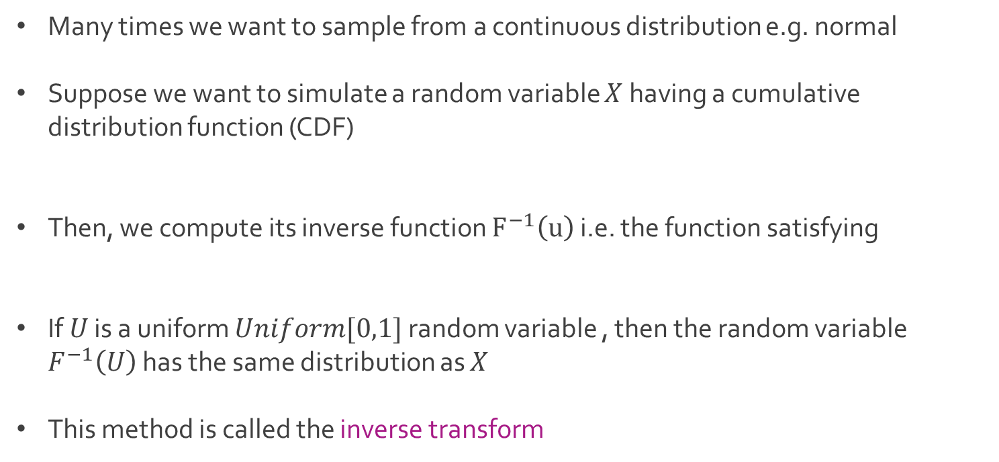 • Many times we want to sample from a continuous distribution e.g. normal
• Suppose we want to simulate a random variable X having a cumulative
distribution function (CDF)
• Then, we compute its inverse function F⁻¹(u) i.e. the function satisfying
• If U is a uniform Uniform[0,1] random variable , then the random variable
F⁻¹(U) has the same distribution as X
• This method is called the inverse transform